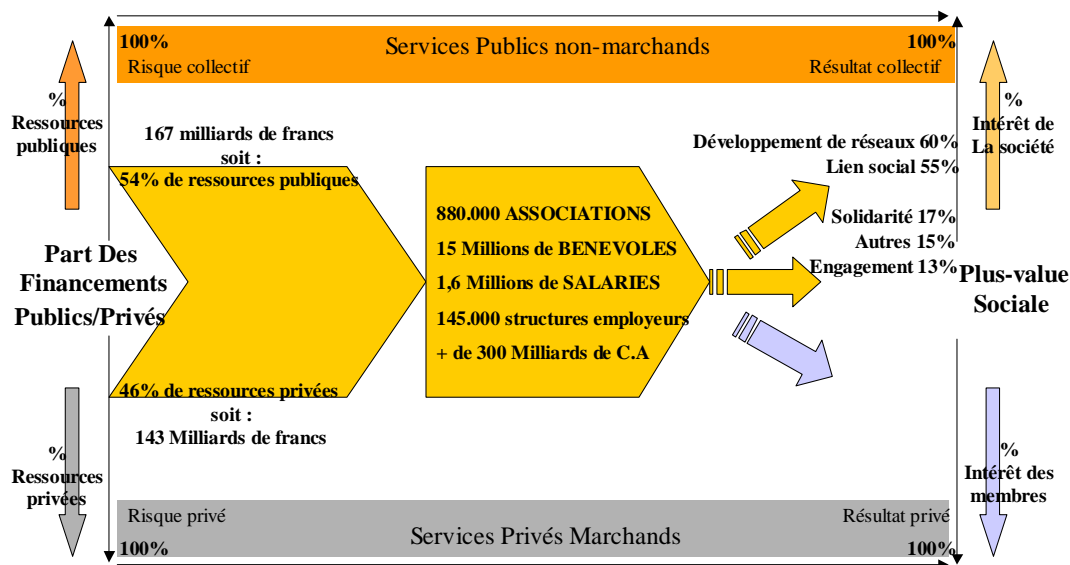 100%
Services Publics non-marchands
100%
Risque collectif
Résultat collectif
%
Ressources
publiques
167 milliards de francs
soit :
54% de ressources publiques
Part Des
Financements
Publics/Privés
46% de ressources privées
soit :
143 Milliards de francs
%
Ressources
privées
880.000 ASSOCIATIONS
15 Millions de BENEVOLES
1,6 Millions de SALARIES
145.000 structures employeurs
+ de 300 Milliards de C.A
Développement de réseaux 60%
Lien social 55%
Solidarité 17%
Autres 15%
Engagement 13%
%
Intérêt de
La société
Plus-value
Sociale
%
Intérêt des
membres
Risque privé
Résultat privé
Services Privés Marchands
100%
100%